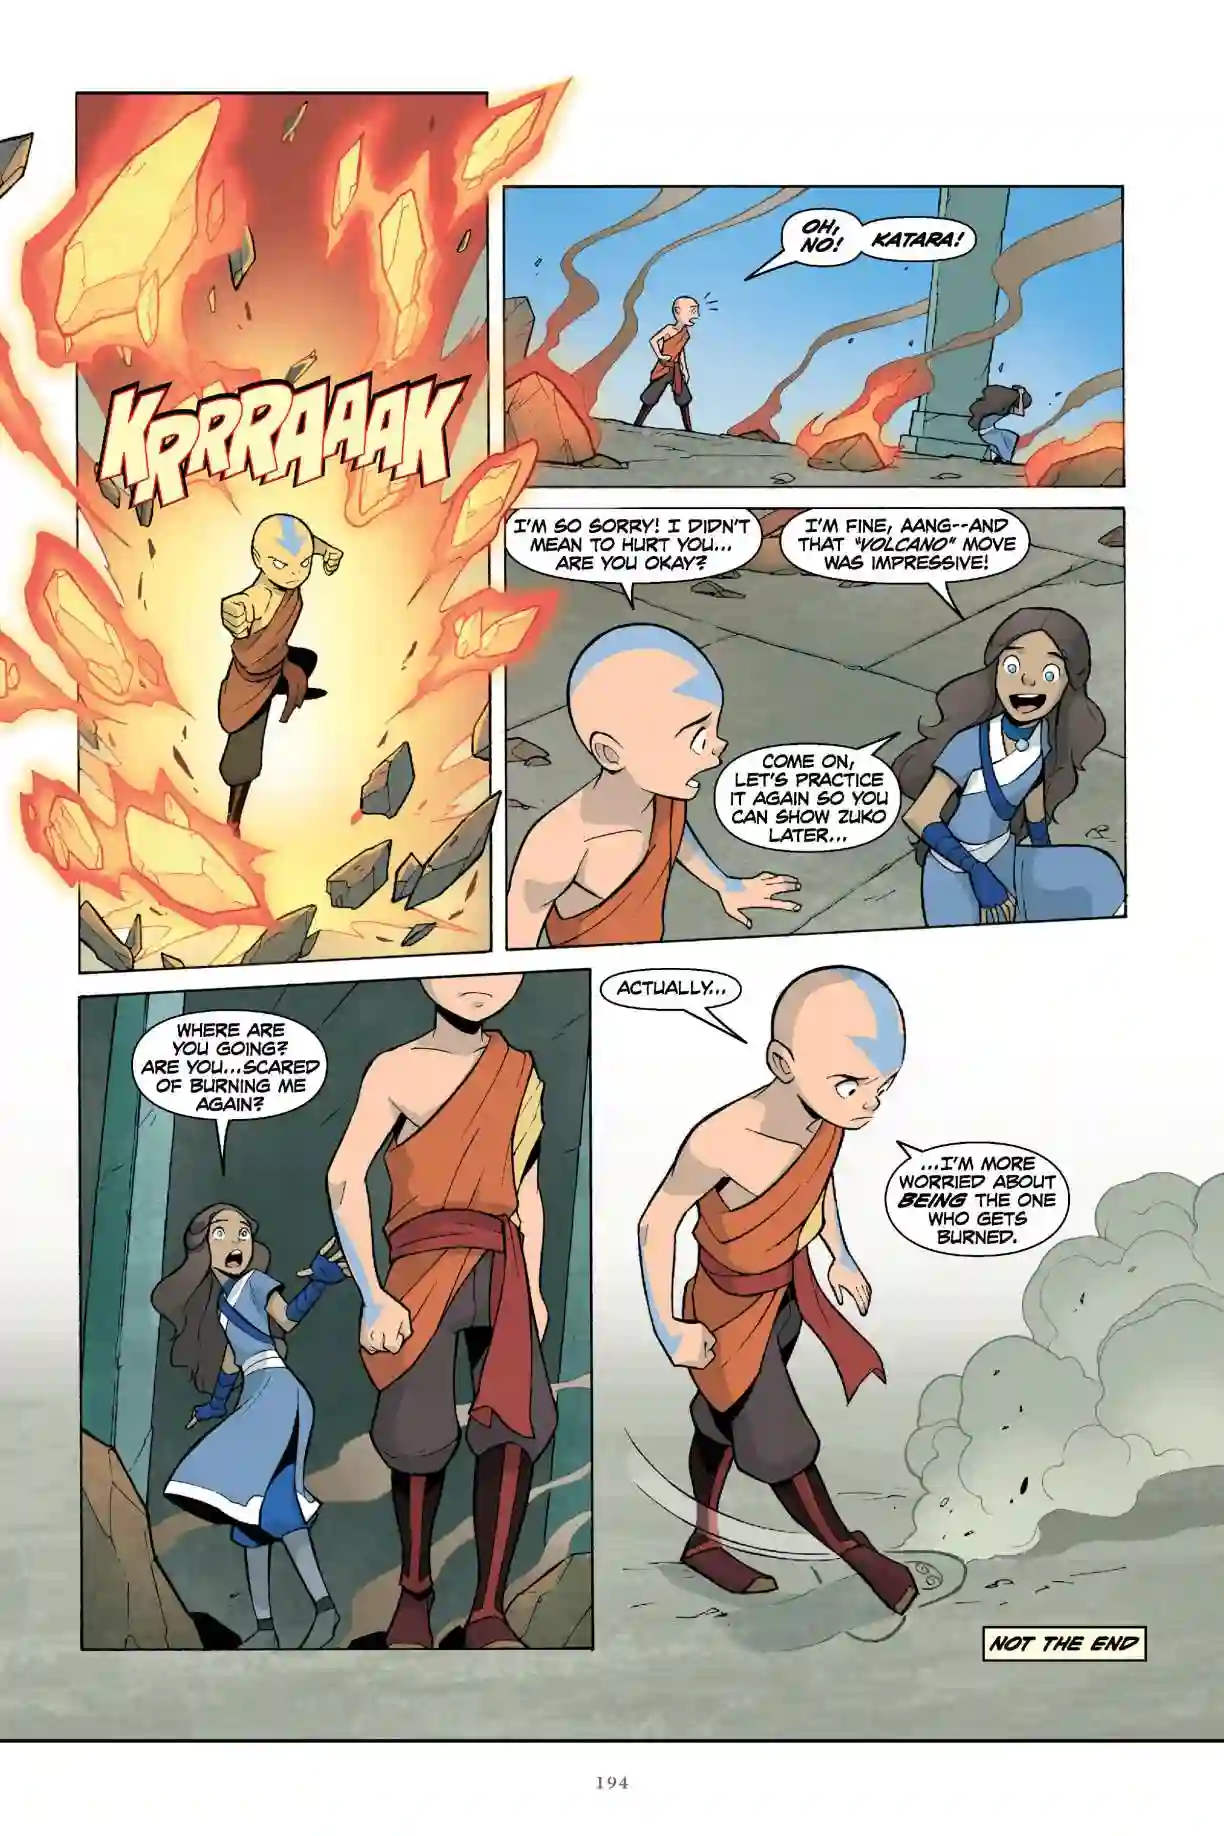 KRRRAAAK
OH,
NO!
KATARA!
I'M SO SORRY! I DIDN'T
MEAN TO HURT YOU...
ARE YOU OKAY?
I'M FINE, AANG--AND
THAT "VOLCANO" MOVE
WAS IMPRESSIVE!
COME ON,
LET'S PRACTICE
IT AGAIN SO YOU
CAN SHOW ZUKO
LATER...
WHERE ARE
YOU GOING?
ARE YOU...SCARED
OF BURNING ME
AGAIN?
ACTUALLY...
...I'M MORE
WORRIED ABOUT
BEING THE ONE
WHO GETS
BURNED.
NOT THE END
194